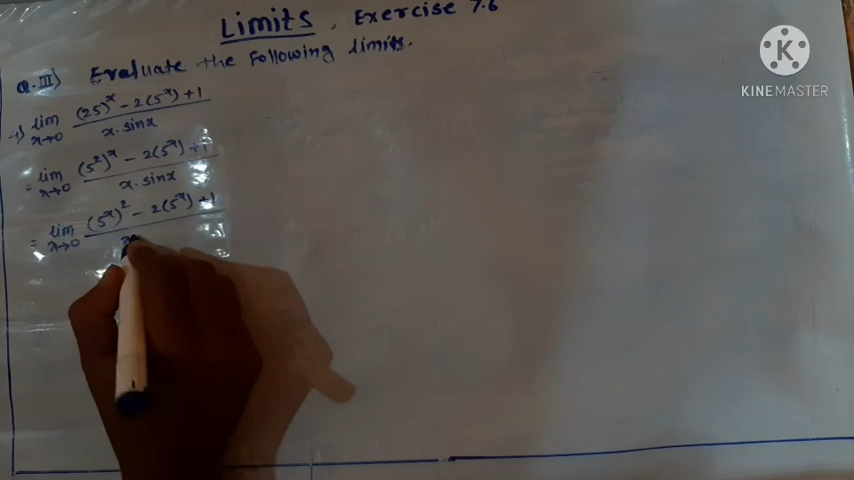 Limits, Exercise 7.6
Q.III) Evaluate the Following limits.
→1) lim x→0 (25)^x - 2(5^x) + 1 / x·sinx
= lim x→0 (5²)^x - 2(5^x) + 1 / x·sinx
= lim x→0 (5^x)² - 2(5^x) + 1 / x
K
KINEMASTER